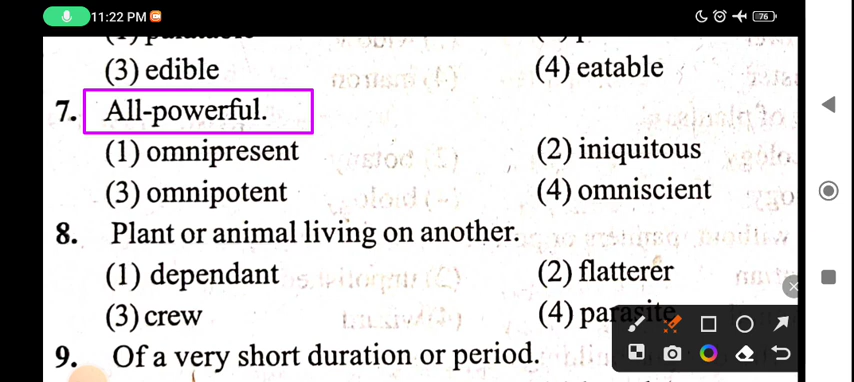 11:22 PM
76
(3) edible (4) eatable
7. All-powerful.
(1) omnipresent (2) iniquitous
(3) omnipotent (4) omniscient
8. Plant or animal living on another.
(1) dependant (2) flatterer
(3) crew (4) parasite
9. Of a very short duration or period.